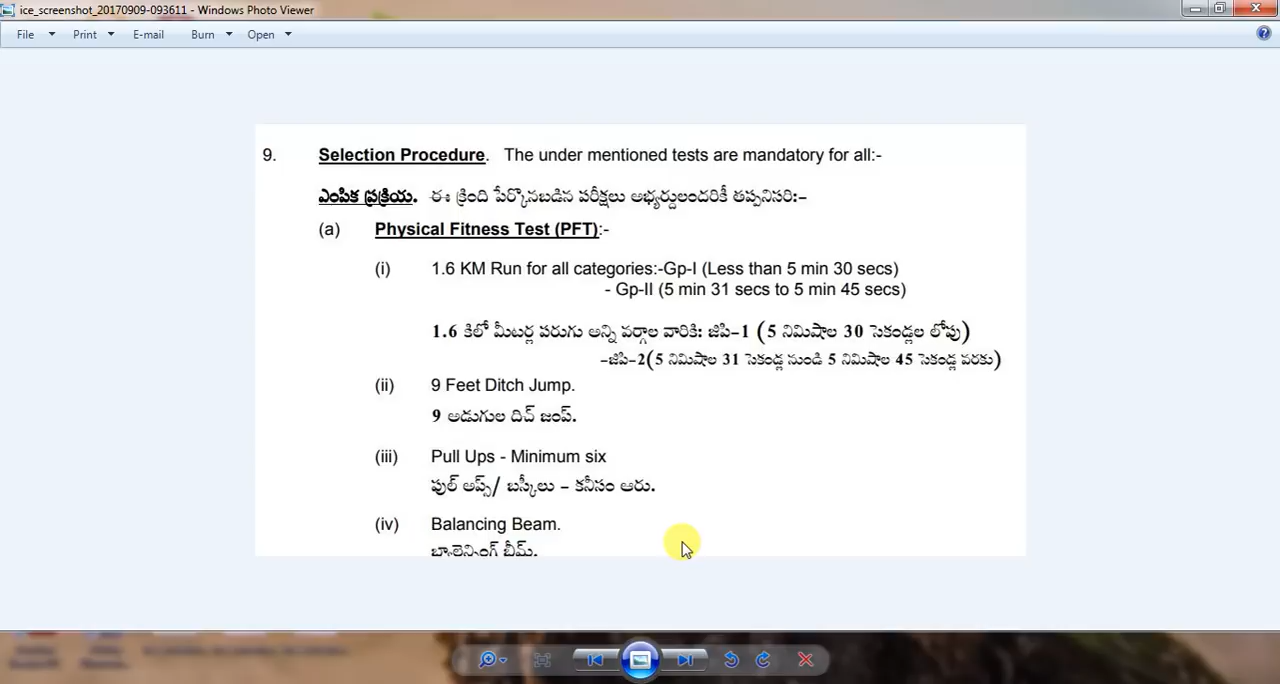 ice_screenshot_20170909-093611 - Windows Photo Viewer
File Print E-mail Burn Open
9. Selection Procedure. The under mentioned tests are mandatory for all:-
ఎంపిక ప్రక్రియ. ఈ క్రింది పేర్కొనబడిన పరీక్షలు అభ్యర్దులందరికీ తప్పనిసరి:-
(a) Physical Fitness Test (PFT):-
(i) 1.6 KM Run for all categories:-Gp-I (Less than 5 min 30 secs)
- Gp-II (5 min 31 secs to 5 min 45 secs)
1.6 కిలో మీటర్ల పరుగు అన్ని వర్గాల వారికి: జిపి-1 (5 నిమిషాల 30 సెకండ్లల లోపు)
-జిపి-2(5 నిమిషాల 31 సెకండ్ల నుండి 5 నిమిషాల 45 సెకండ్ల వరకు)
(ii) 9 Feet Ditch Jump.
9 అడుగుల దిచ్ జంప్.
(iii) Pull Ups - Minimum six
ఫుల్ అప్స్/ బస్కీలు - కనీసం ఆరు.
(iv) Balancing Beam.
బ్యాలెన్సింగ్ బీమ్.